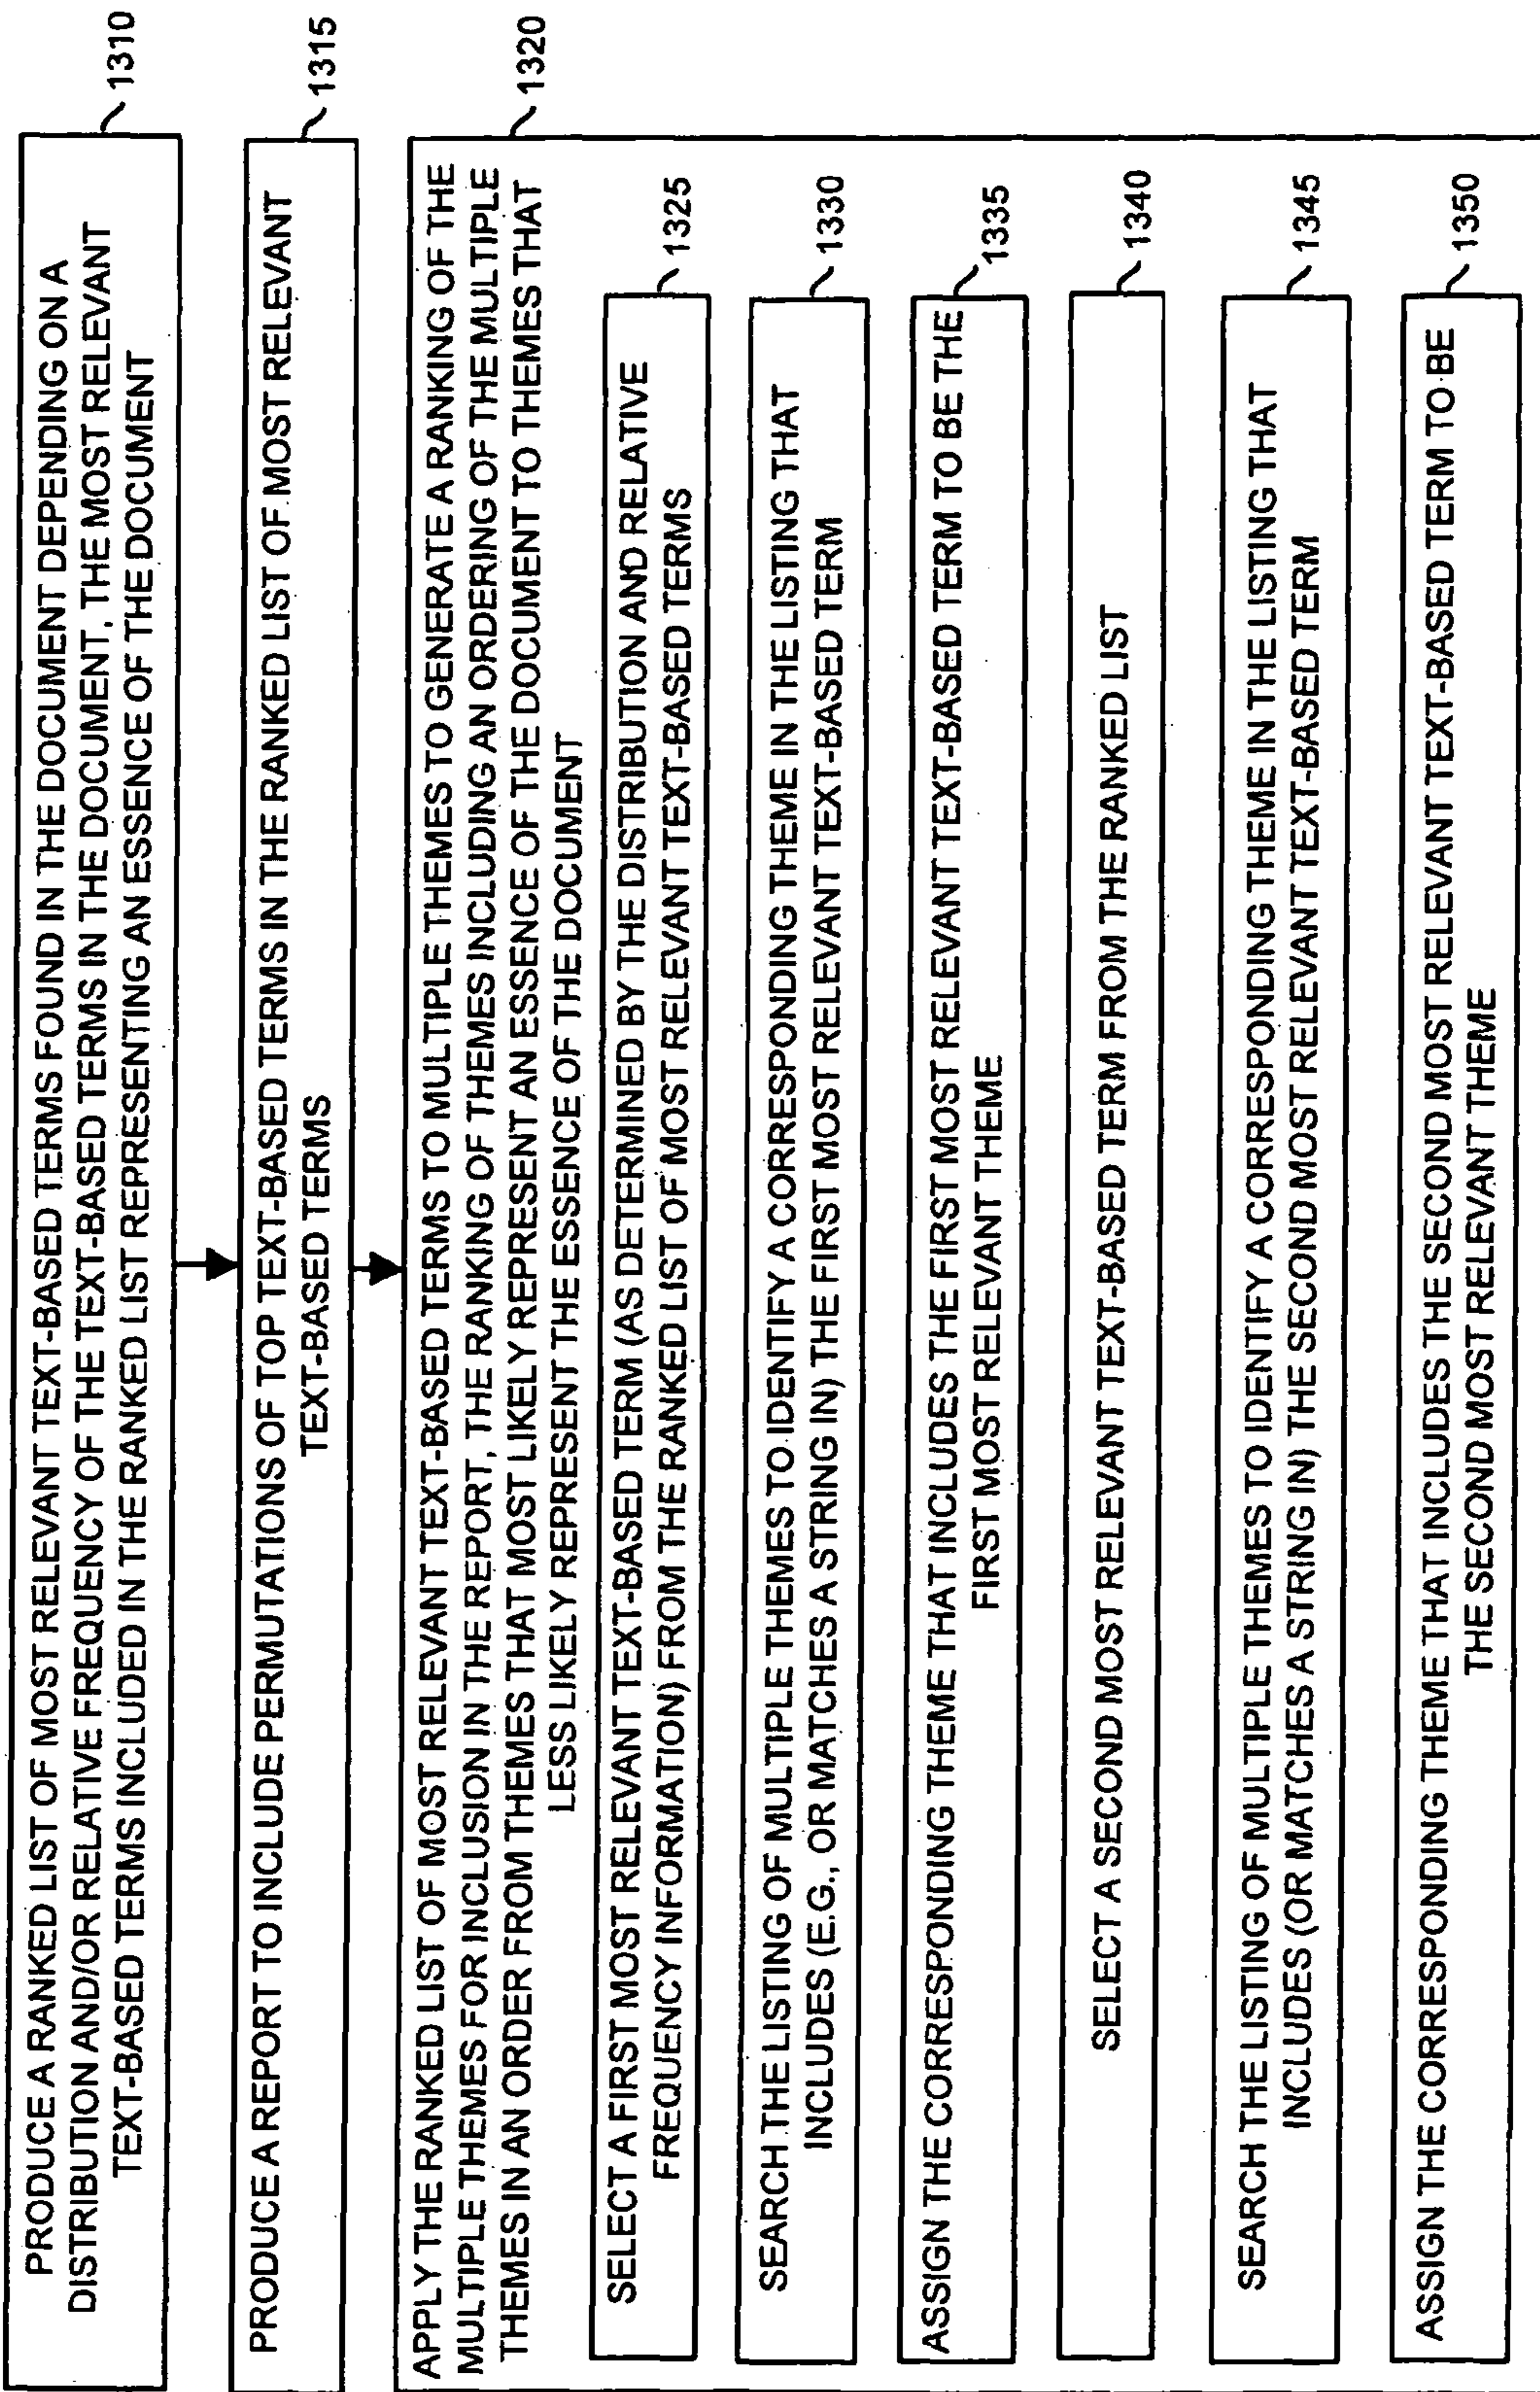 PRODUCE A RANKED LIST OF MOST RELEVANT TEXT-BASED TERMS FOUND IN THE DOCUMENT DEPENDING ON A
DISTRIBUTION AND/OR RELATIVE FREQUENCY OF THE TEXT-BASED TERMS IN THE DOCUMENT, THE MOST RELEVANT
TEXT-BASED TERMS INCLUDED IN THE RANKED LIST REPRESENTING AN ESSENCE OF THE DOCUMENT
1310
PRODUCE A REPORT TO INCLUDE PERMUTATIONS OF TOP TEXT-BASED TERMS IN THE RANKED LIST OF MOST RELEVANT
TEXT-BASED TERMS
1315
APPLY THE RANKED LIST OF MOST RELEVANT TEXT-BASED TERMS TO MULTIPLE THEMES TO GENERATE A RANKING OF THE
MULTIPLE THEMES FOR INCLUSION IN THE REPORT, THE RANKING OF THEMES INCLUDING AN ORDERING OF THE MULTIPLE
THEMES IN AN ORDER FROM THEMES THAT MOST LIKELY REPRESENT AN ESSENCE OF THE DOCUMENT TO THEMES THAT
LESS LIKELY REPRESENT THE ESSENCE OF THE DOCUMENT
1320
SELECT A FIRST MOST RELEVANT TEXT-BASED TERM (AS DETERMINED BY THE DISTRIBUTION AND RELATIVE
FREQUENCY INFORMATION) FROM THE RANKED LIST OF MOST RELEVANT TEXT-BASED TERMS
1325
SEARCH THE LISTING OF MULTIPLE THEMES TO IDENTIFY A CORRESPONDING THEME IN THE LISTING THAT
INCLUDES (E.G., OR MATCHES A STRING IN) THE FIRST MOST RELEVANT TEXT-BASED TERM
1330
ASSIGN THE CORRESPONDING THEME THAT INCLUDES THE FIRST MOST RELEVANT TEXT-BASED TERM TO BE THE
FIRST MOST RELEVANT THEME
1335
SELECT A SECOND MOST RELEVANT TEXT-BASED TERM FROM THE RANKED LIST
1340
SEARCH THE LISTING OF MULTIPLE THEMES TO IDENTIFY A CORRESPONDING THEME IN THE LISTING THAT
INCLUDES (OR MATCHES A STRING IN) THE SECOND MOST RELEVANT TEXT-BASED TERM
1345
ASSIGN THE CORRESPONDING THEME THAT INCLUDES THE SECOND MOST RELEVANT TEXT-BASED TERM TO BE
THE SECOND MOST RELEVANT THEME
1350